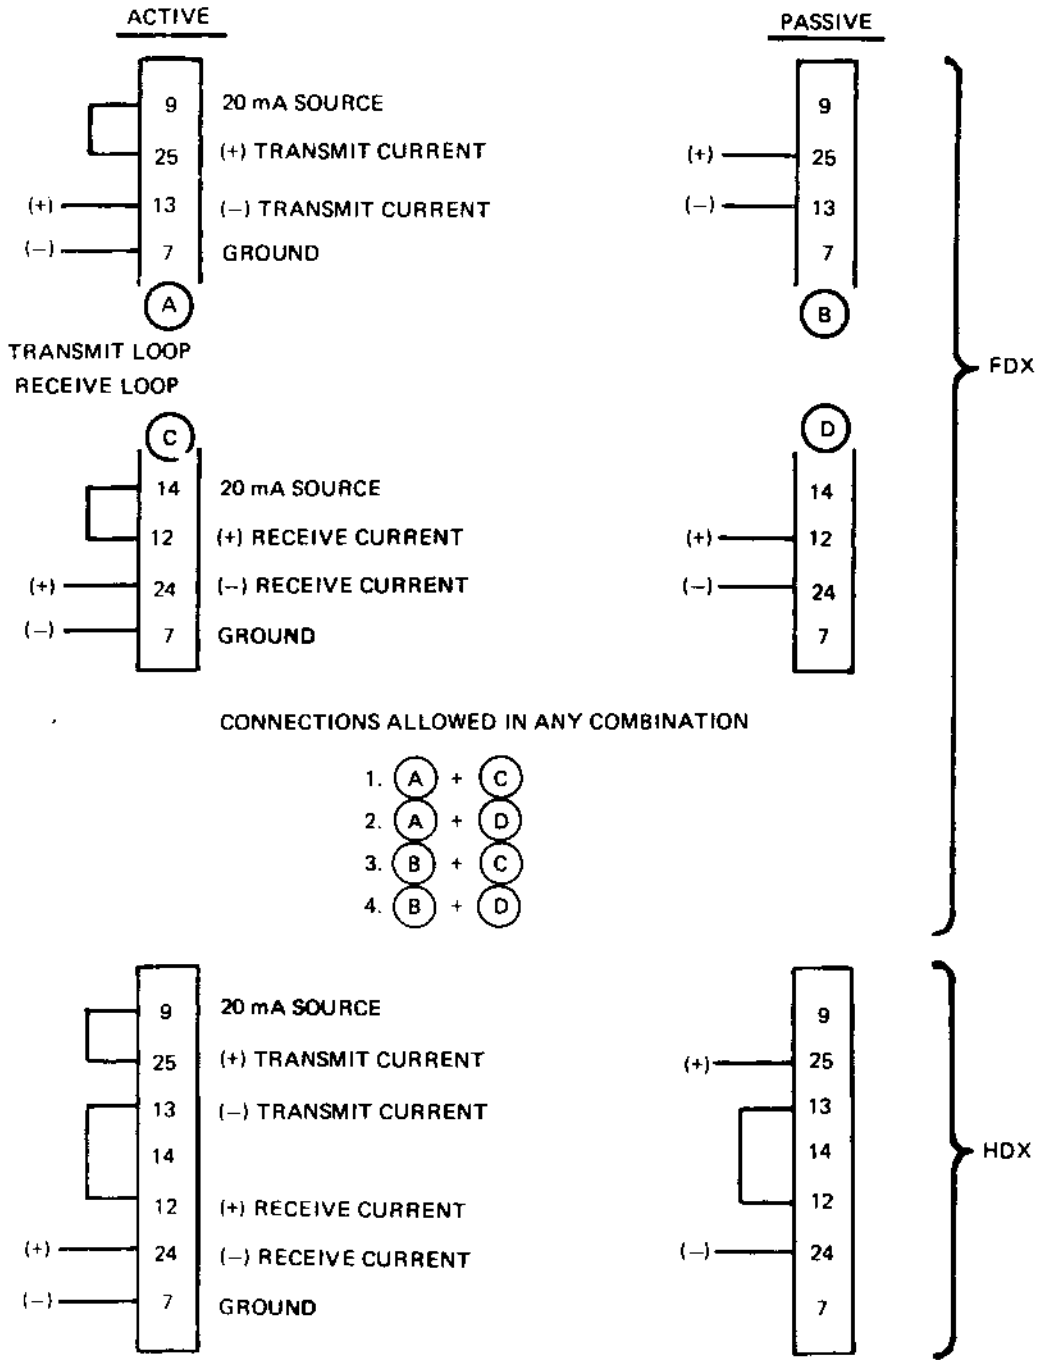 ACTIVE PASSIVE
9 20 mA SOURCE 9
25 (+) TRANSMIT CURRENT (+) 25
(+) 13 (−) TRANSMIT CURRENT (−) 13
(−) 7 GROUND 7
A B
TRANSMIT LOOP
FDX
RECEIVE LOOP
C D
14 20 mA SOURCE 14
12 (+) RECEIVE CURRENT (+) 12
(+) 24 (−) RECEIVE CURRENT (−) 24
(−) 7 GROUND 7
CONNECTIONS ALLOWED IN ANY COMBINATION
1. A + C
2. A + D
3. B + C
4. B + D
9 20 mA SOURCE 9
25 (+) TRANSMIT CURRENT (+) 25
13 (−) TRANSMIT CURRENT 13
14 14 HDX
12 (+) RECEIVE CURRENT 12
(+) 24 (−) RECEIVE CURRENT (−) 24
(−) 7 GROUND 7